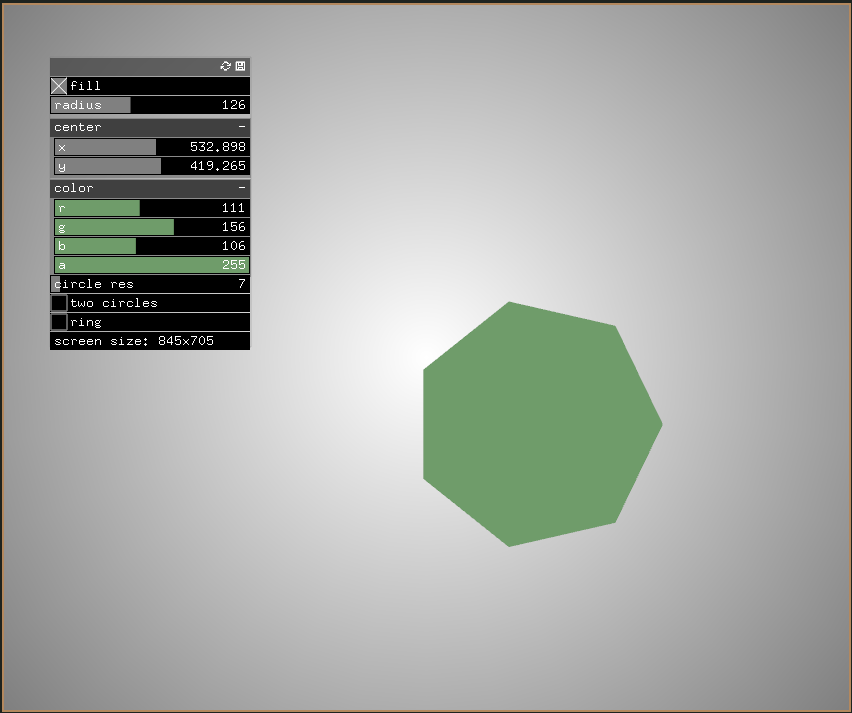 fill
radius 126
center -
x 532.898
y 419.265
color -
r 111
g 156
b 106
a 255
circle res 7
two circles
ring
screen size: 845x705